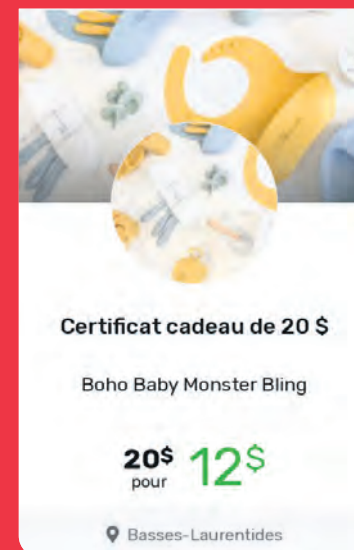 Certificat cadeau de 20 $
Boho Baby Monster Bling
20$ pour 12$
Basses-Laurentides